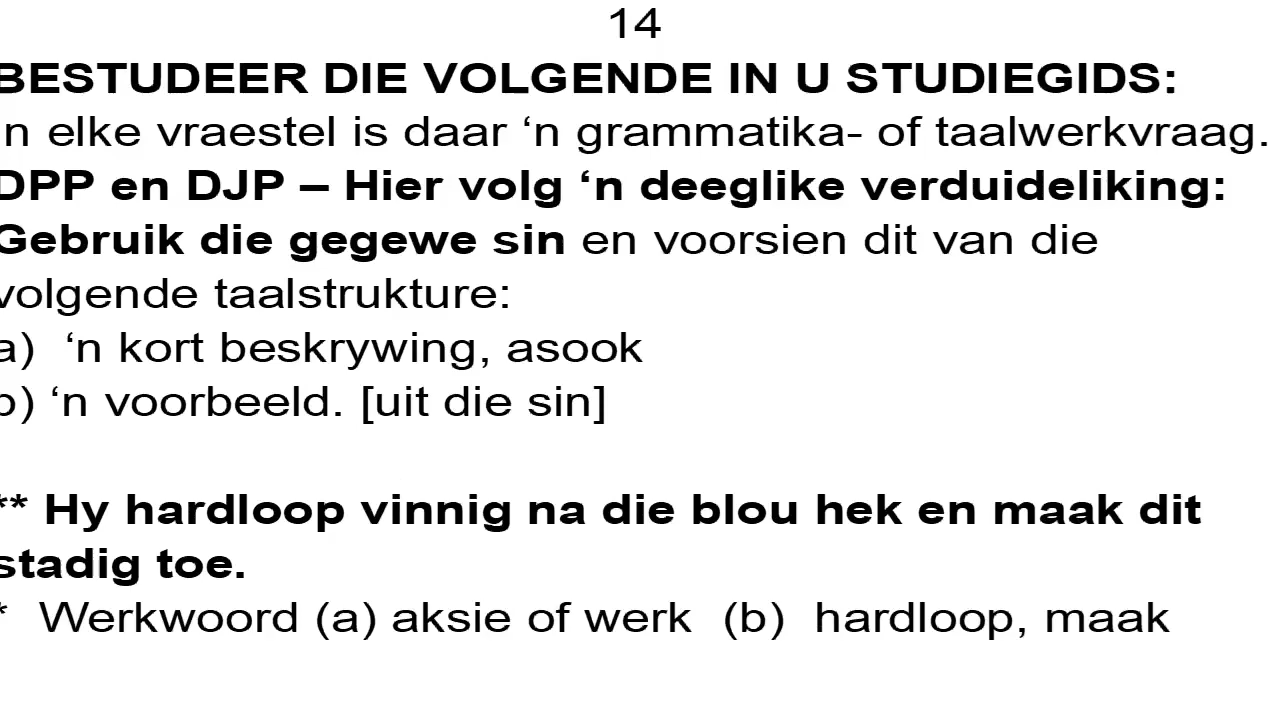 14
BESTUDEER DIE VOLGENDE IN U STUDIEGIDS:
In elke vraestel is daar ‘n grammatika- of taalwerkvraag.
DPP en DJP – Hier volg ‘n deeglike verduideliking:
Gebruik die gegewe sin en voorsien dit van die
volgende taalstrukture:
a)  ‘n kort beskrywing, asook
b) ‘n voorbeeld. [uit die sin]
** Hy hardloop vinnig na die blou hek en maak dit
stadig toe.
*  Werkwoord (a) aksie of werk  (b)  hardloop, maak